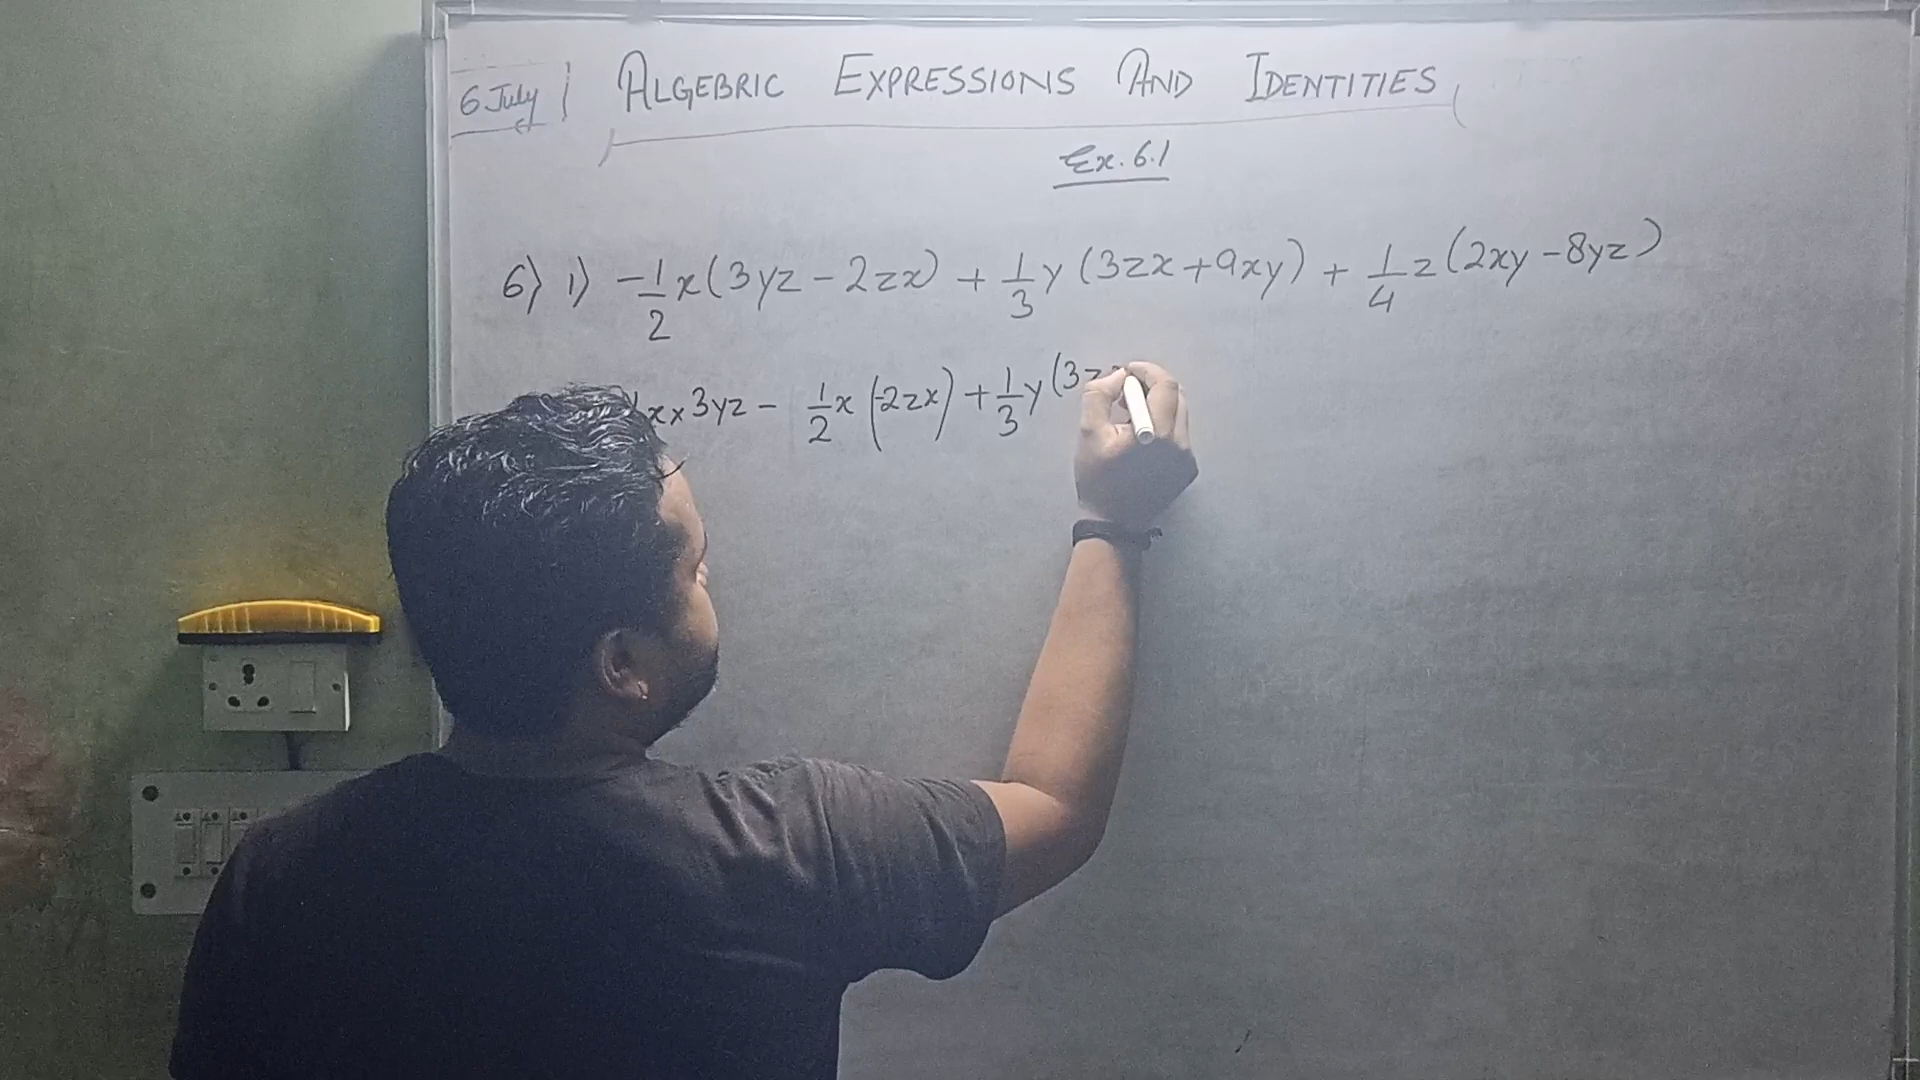 6 July ALGEBRIC EXPRESSIONS AND IDENTITIES
Ex. 6.1
6) 1) -1/2 x(3yz - 2zx) + 1/3 y(3zx + 9xy) + 1/4 z(2xy - 8yz)
x × 3yz - 1/2 x (-2zx) + 1/3 y (3z